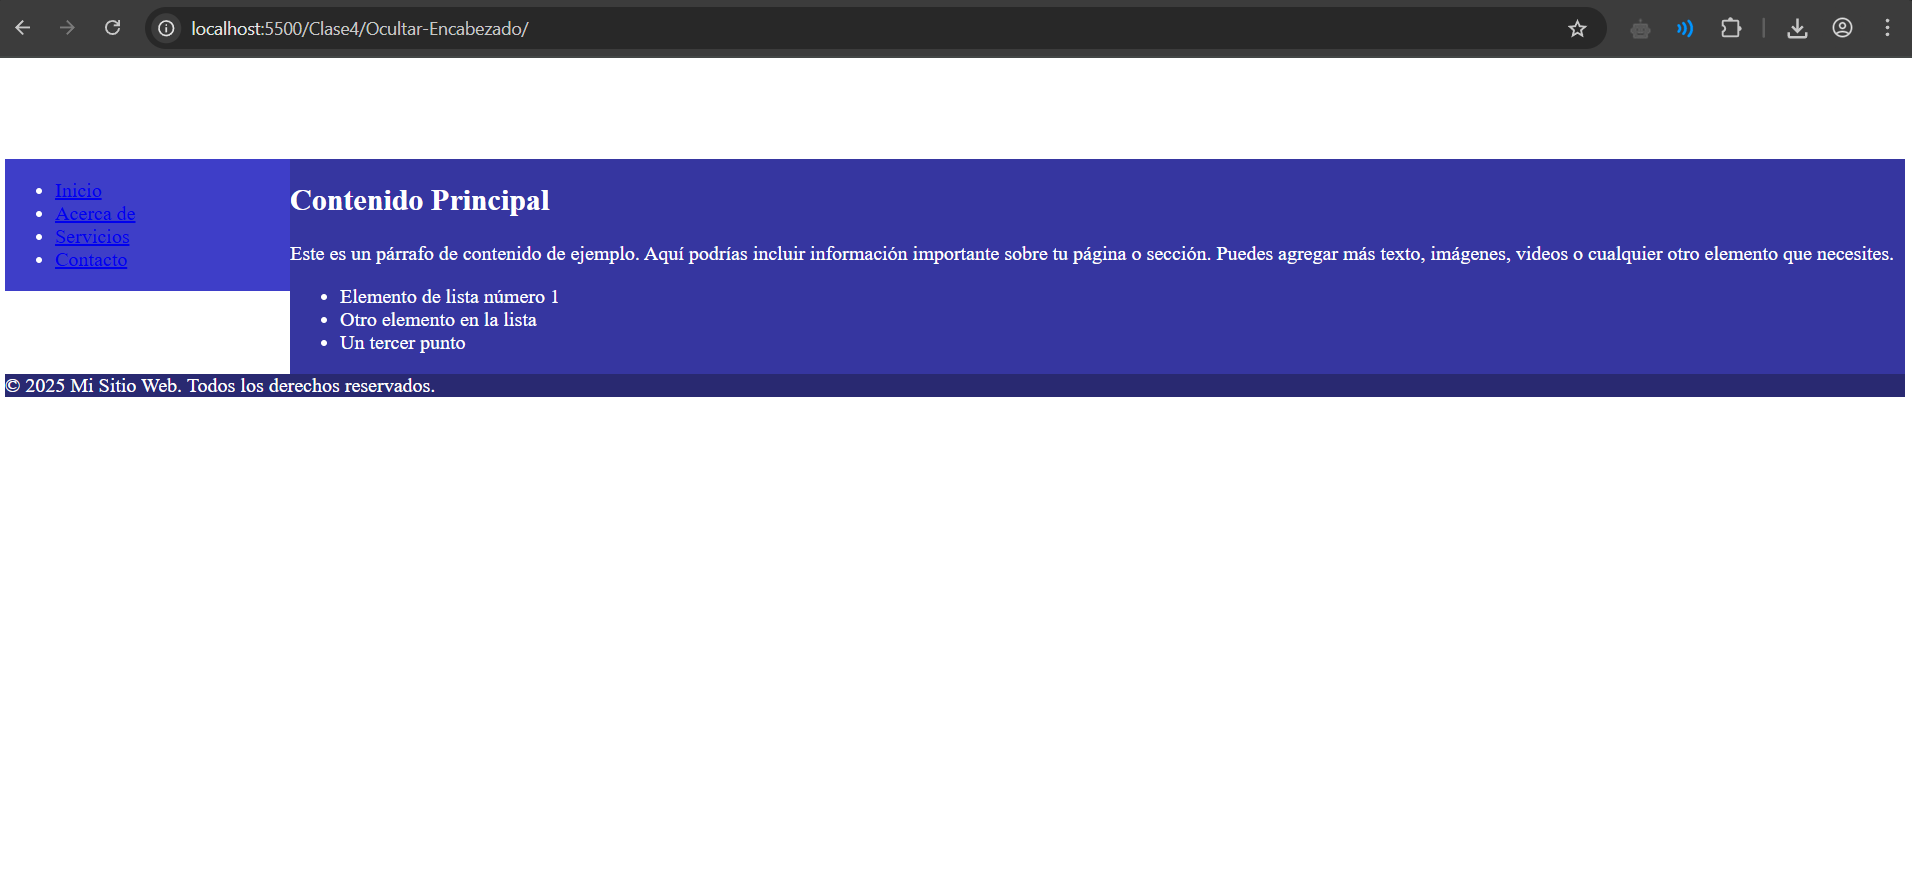 localhost:5500/Clase4/Ocultar-Encabezado/
Inicio
Acerca de
Servicios
Contacto
Contenido Principal
Este es un párrafo de contenido de ejemplo. Aquí podrías incluir información importante sobre tu página o sección. Puedes agregar más texto, imágenes, videos o cualquier otro elemento que necesites.
Elemento de lista número 1
Otro elemento en la lista
Un tercer punto
© 2025 Mi Sitio Web. Todos los derechos reservados.